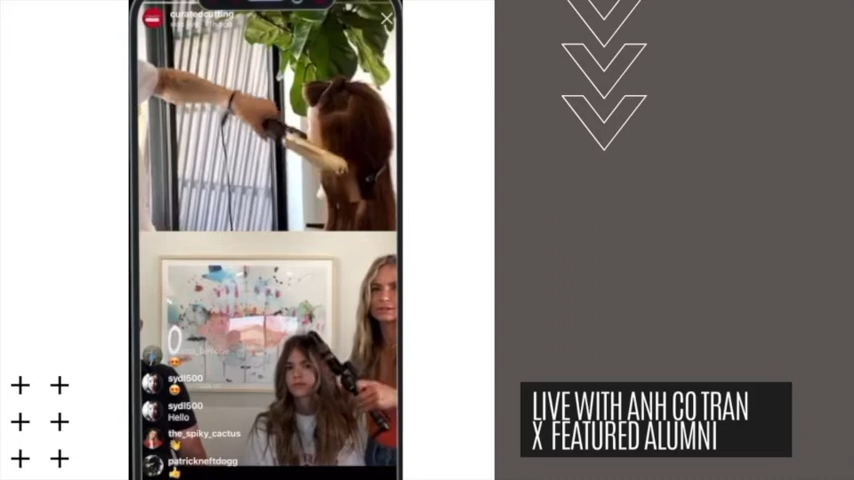 curatedcutting
sydl500
sydl500
Hello
the_spiky_cactus
patrickneftdogg
LIVE WITH ANH CO TRAN
X FEATURED ALUMNI